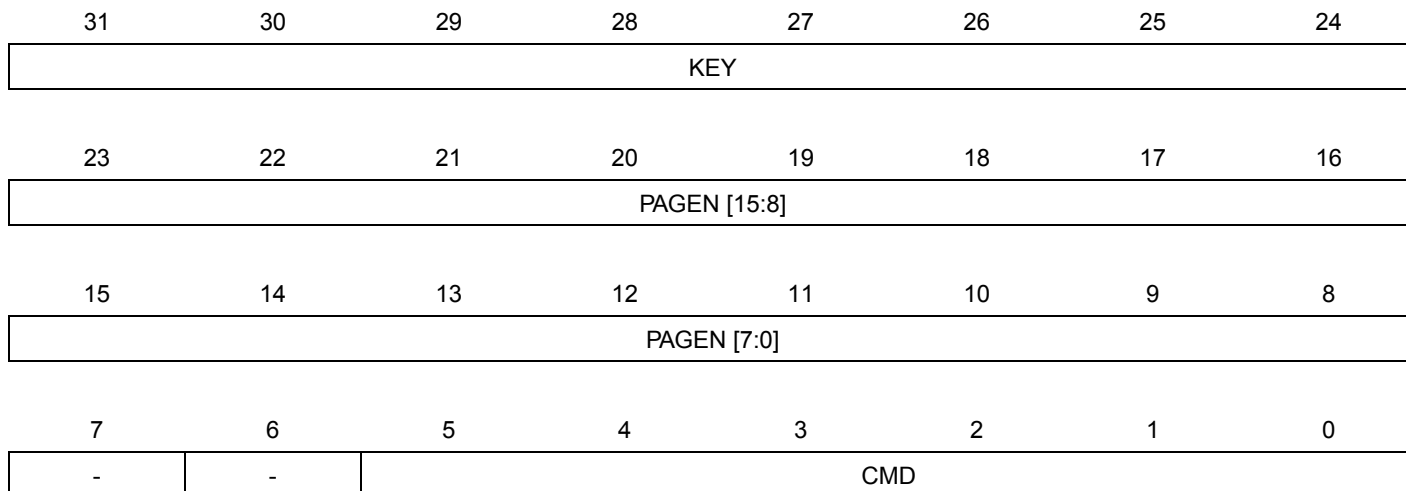 31 30 29 28 27 26 25 24
KEY
23 22 21 20 19 18 17 16
PAGEN [15:8]
15 14 13 12 11 10 9 8
PAGEN [7:0]
7 6 5 4 3 2 1 0
- - CMD